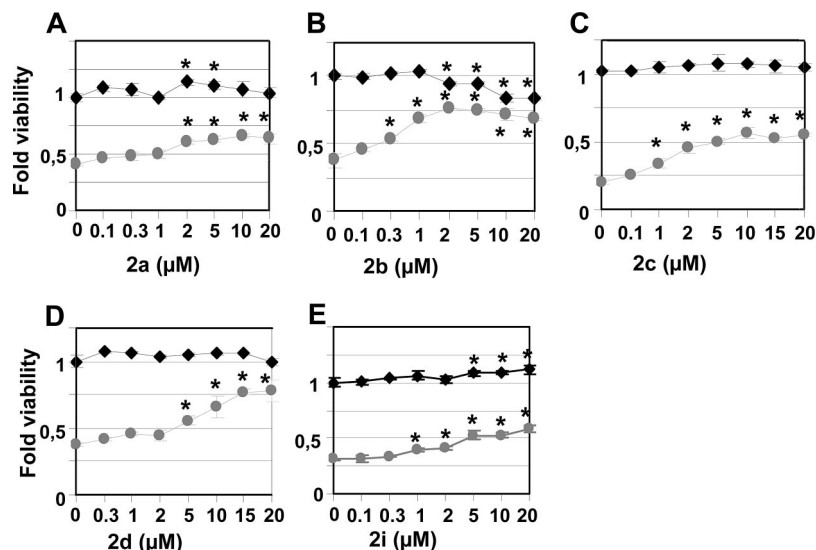 A
B
C
Fold viability
1
0,5
0
0 0.1 0.3 1 2 5 10 20
2a (µM)
* * * * * *
1
0,5
0
0 0.1 0.3 1 2 5 10 20
2b (µM)
* * * * * * * * * *
1
0,5
0
0 0.1 1 2 5 10 15 20
2c (µM)
* * * * * *
D
E
Fold viability
1
0,5
0
0 0.3 1 2 5 10 15 20
2d (µM)
* * * *
1
0,5
0
0 0.1 0.3 1 2 5 10 20
2i (µM)
* * * * * * * *